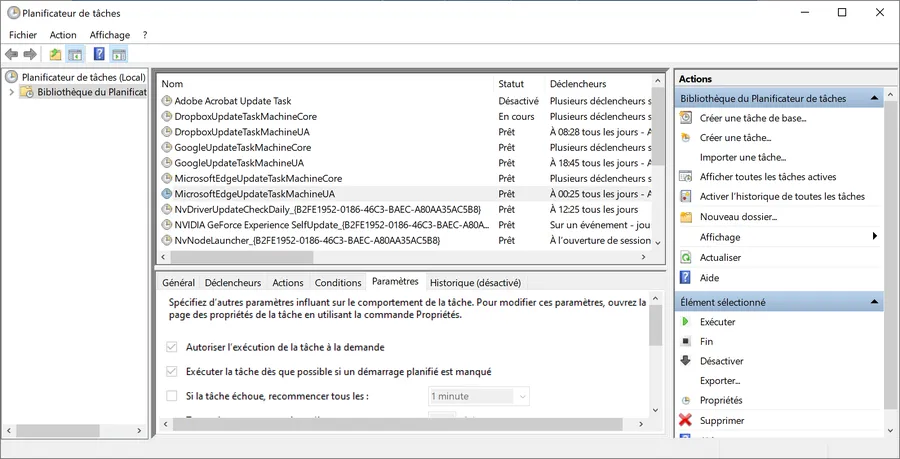 Planificateur de tâches
Fichier Action Affichage ?
Planificateur de tâches (Local)
Bibliothèque du Planificat
Nom Statut Déclencheurs
Adobe Acrobat Update Task Désactivé Plusieurs déclencheurs s
DropboxUpdateTaskMachineCore En cours Plusieurs déclencheurs s
DropboxUpdateTaskMachineUA Prêt À 08:28 tous les jours - A
GoogleUpdateTaskMachineCore Prêt Plusieurs déclencheurs s
GoogleUpdateTaskMachineUA Prêt À 18:45 tous les jours - A
MicrosoftEdgeUpdateTaskMachineCore Prêt Plusieurs déclencheurs s
MicrosoftEdgeUpdateTaskMachineUA Prêt À 00:25 tous les jours - A
NvDriverUpdateCheckDaily_{B2FE1952-0186-46C3-BAEC-A80AA35AC5B8} Prêt À 12:25 tous les jours
NVIDIA GeForce Experience SelfUpdate_{B2FE1952-0186-46C3-BAEC-A80A... Prêt Sur un événement - jou
NvNodeLauncher_{B2FE1952-0186-46C3-BAEC-A80AA35AC5B8} Prêt À l'ouverture de session
Général Déclencheurs Actions Conditions Paramètres Historique (désactivé)
Spécifiez d'autres paramètres influant sur le comportement de la tâche. Pour modifier ces paramètres, ouvrez la
page des propriétés de la tâche en utilisant la commande Propriétés.
Autoriser l'exécution de la tâche à la demande
Exécuter la tâche dès que possible si un démarrage planifié est manqué
Si la tâche échoue, recommencer tous les : 1 minute
Actions
Bibliothèque du Planificateur de tâches
Créer une tâche de base...
Créer une tâche...
Importer une tâche...
Afficher toutes les tâches actives
Activer l'historique de toutes les tâches
Nouveau dossier...
Affichage
Actualiser
Aide
Élément sélectionné
Exécuter
Fin
Désactiver
Exporter...
Propriétés
Supprimer